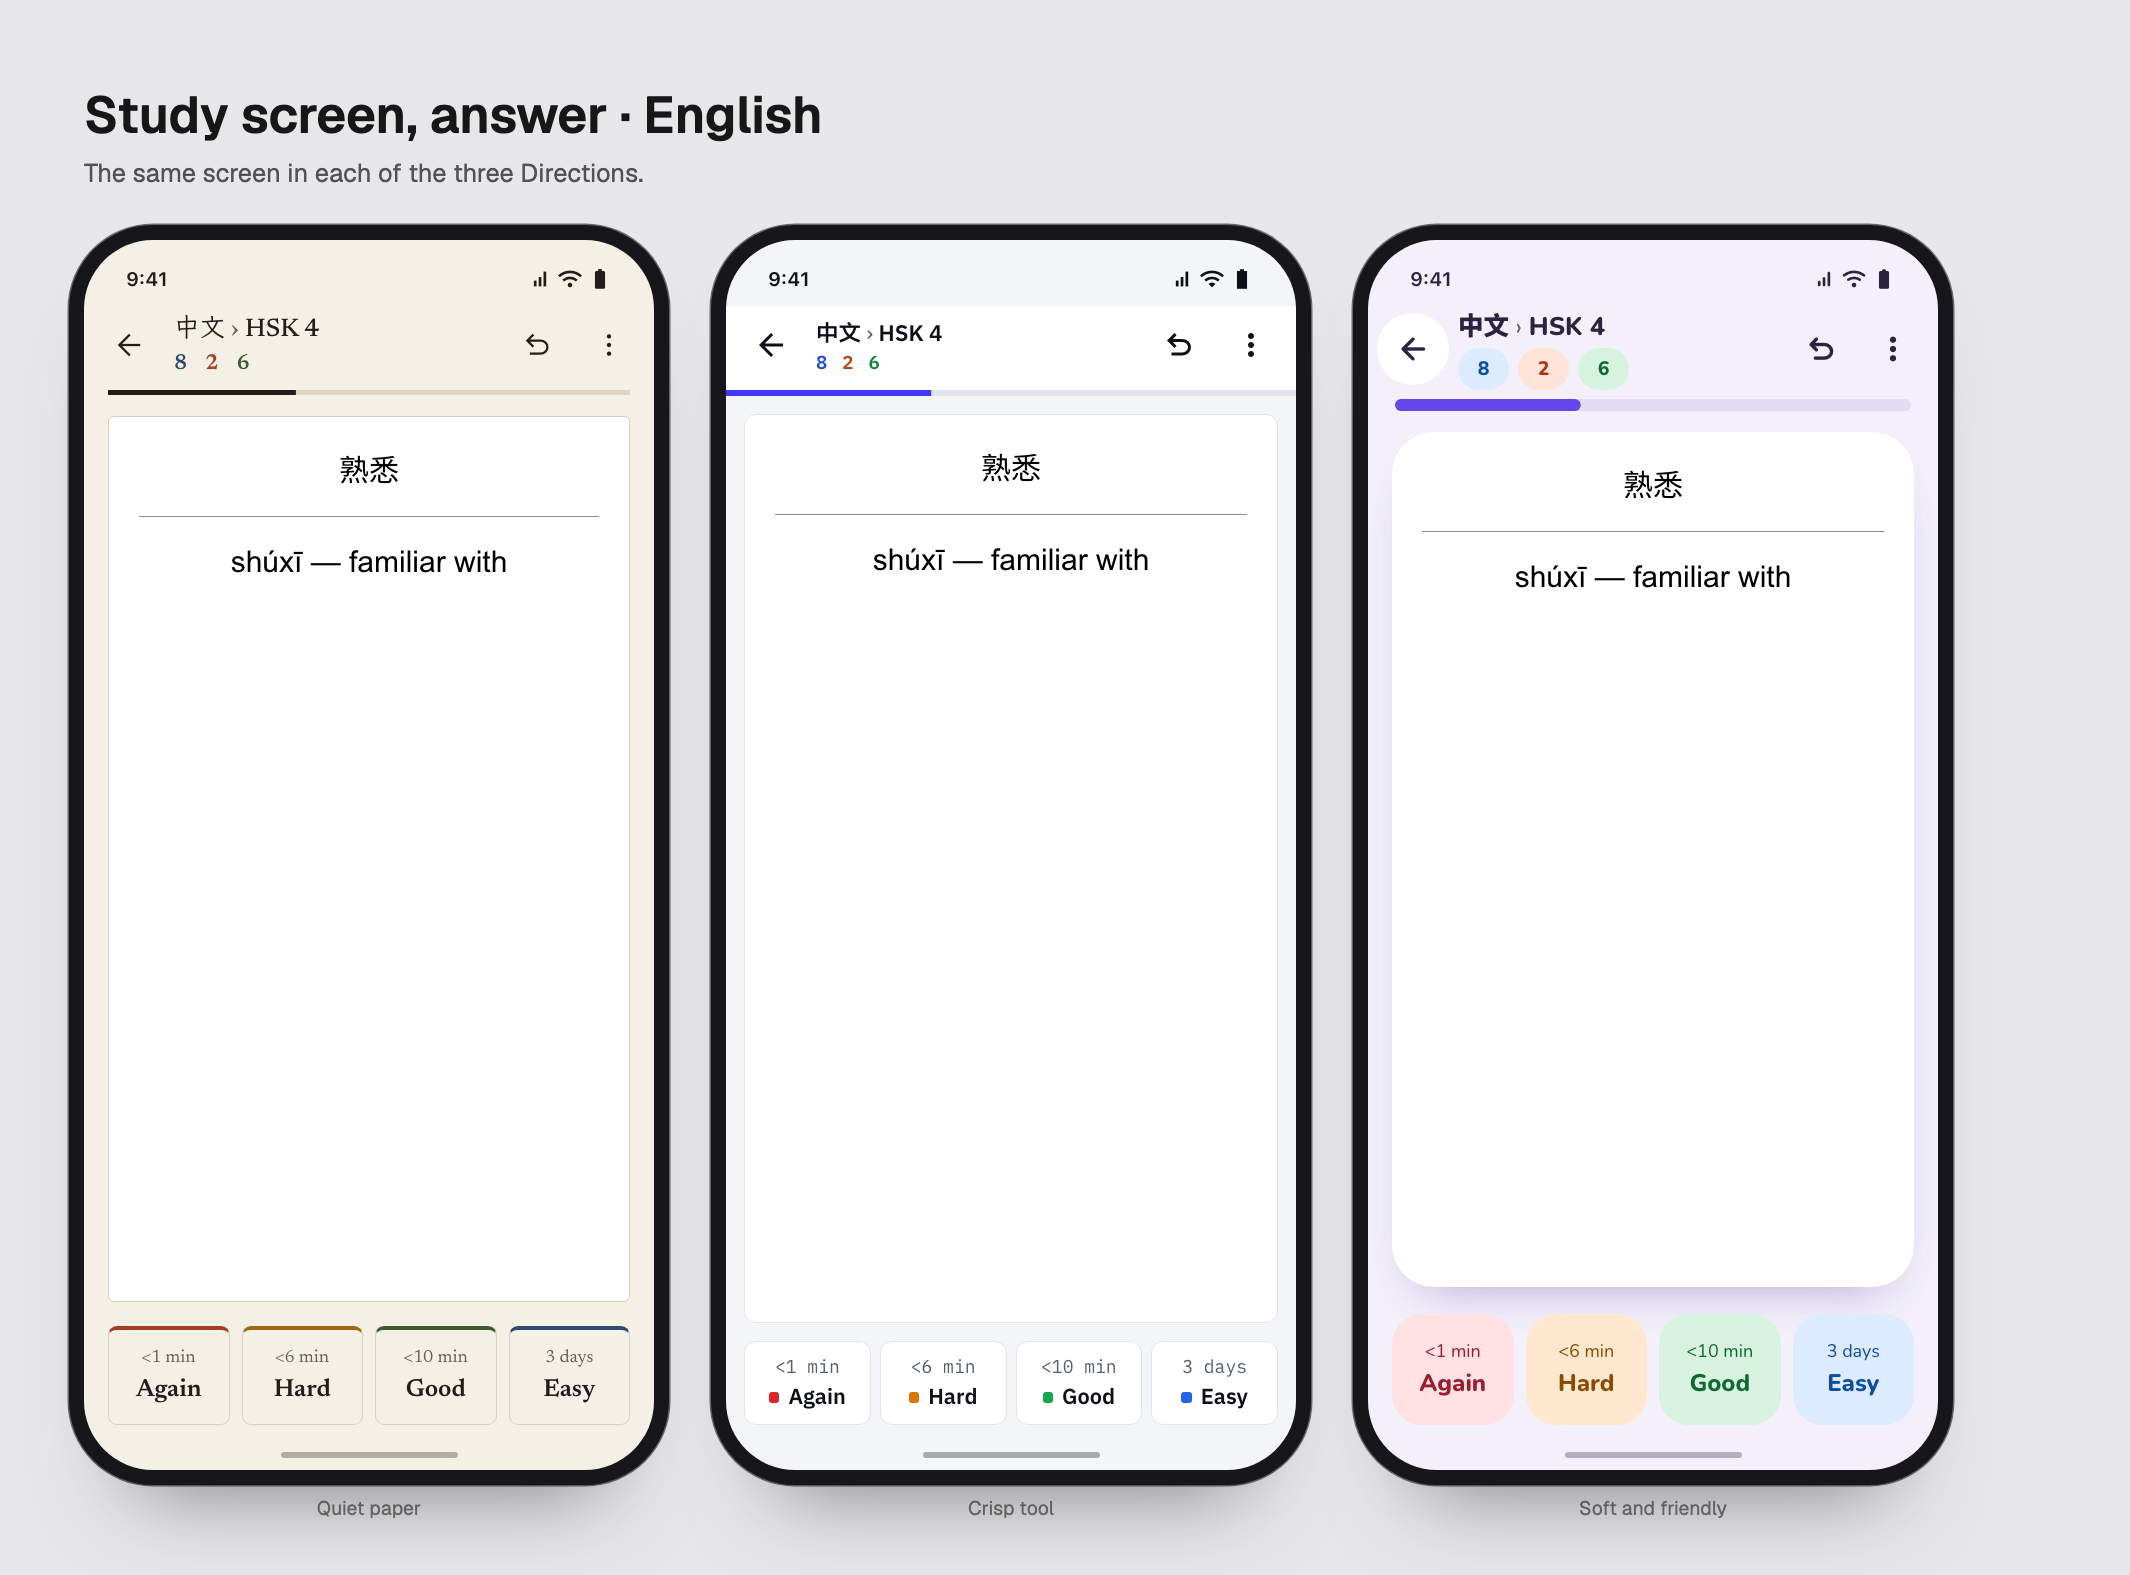 Study screen, answer · English
The same screen in each of the three Directions.
9:41
中文 › HSK 4
8 2 6
熟悉
shúxī — familiar with
<1 min <6 min <10 min 3 days
Again Hard Good Easy
Quiet paper
9:41
中文 › HSK 4
8 2 6
熟悉
shúxī — familiar with
<1 min <6 min <10 min 3 days
Again Hard Good Easy
Crisp tool
9:41
中文 › HSK 4
8 2 6
熟悉
shúxī — familiar with
<1 min <6 min <10 min 3 days
Again Hard Good Easy
Soft and friendly